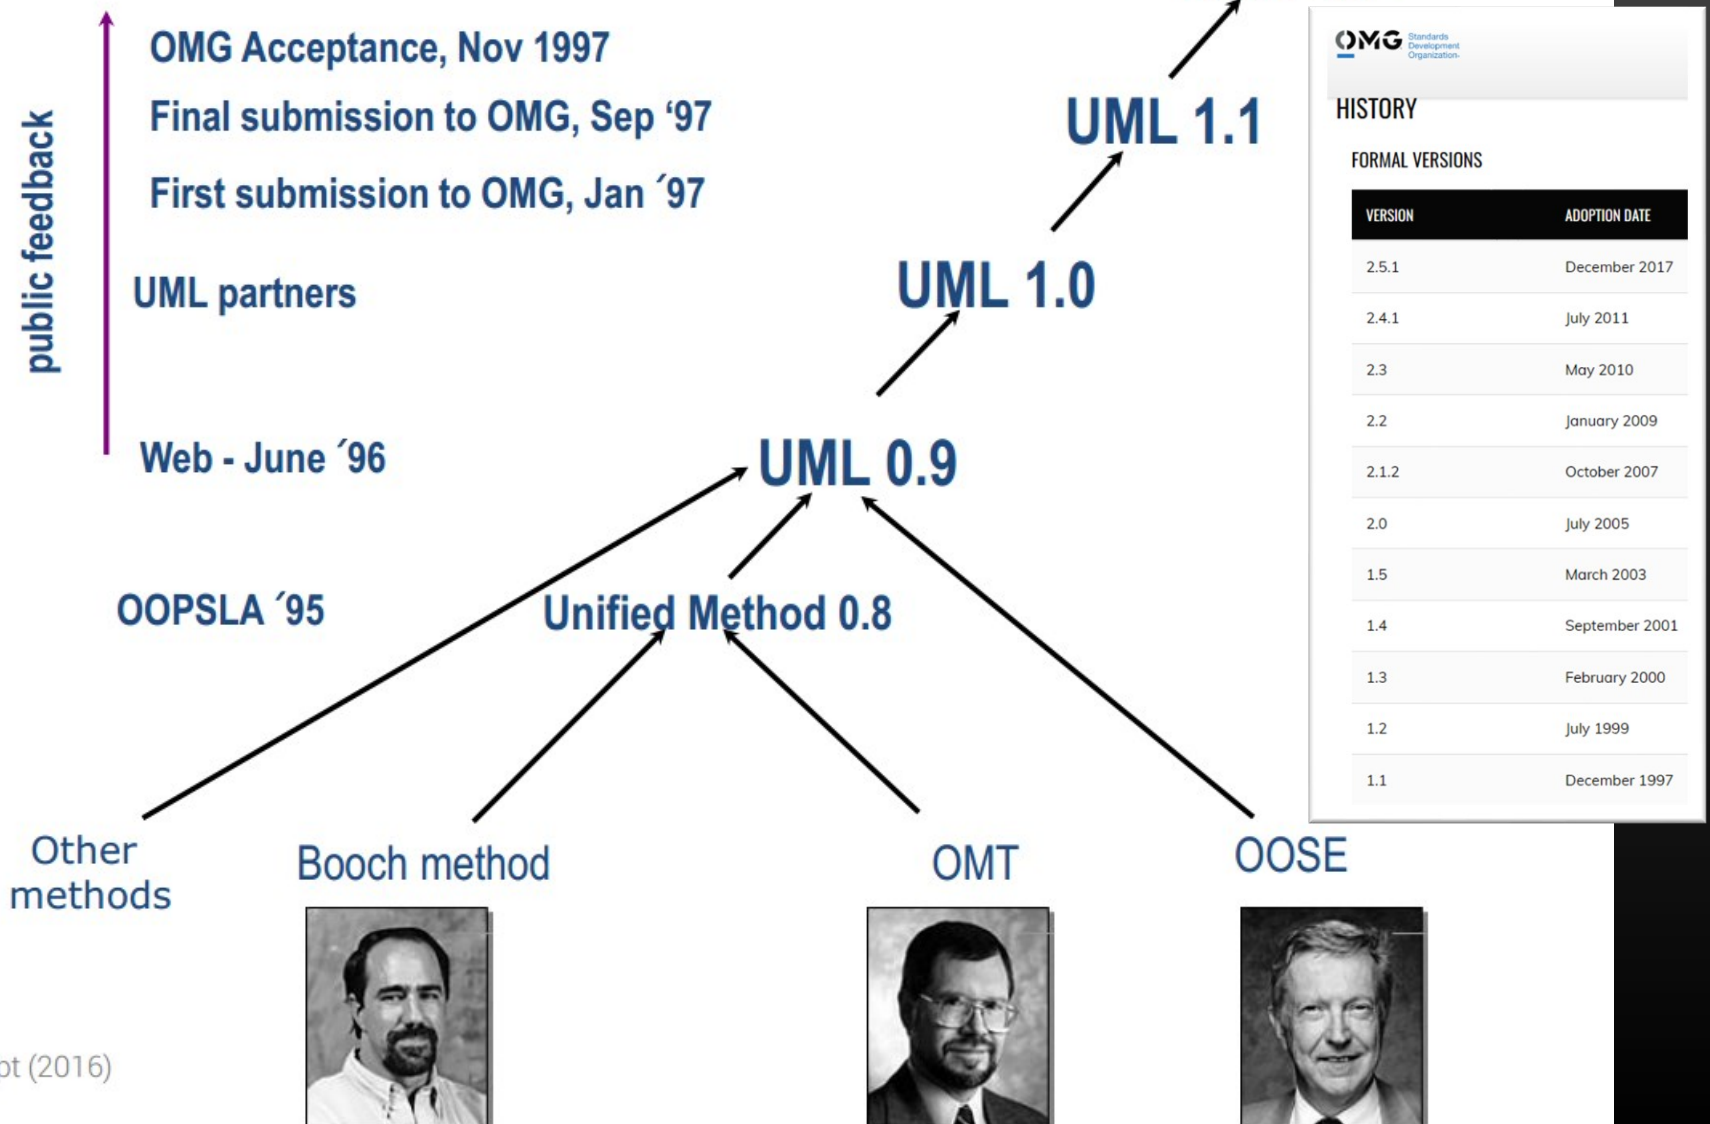 public feedback
OMG Acceptance, Nov 1997
Final submission to OMG, Sep ‘97
First submission to OMG, Jan ´97
UML partners
Web - June ´96
OOPSLA ´95
UML 1.1
UML 1.0
UML 0.9
Unified Method 0.8
Other
methods
Booch method
OMT
OOSE
(2016)
OMG Standards
Development
Organization
HISTORY
FORMAL VERSIONS
VERSION ADOPTION DATE
2.5.1 December 2017
2.4.1 July 2011
2.3 May 2010
2.2 January 2009
2.1.2 October 2007
2.0 July 2005
1.5 March 2003
1.4 September 2001
1.3 February 2000
1.2 July 1999
1.1 December 1997